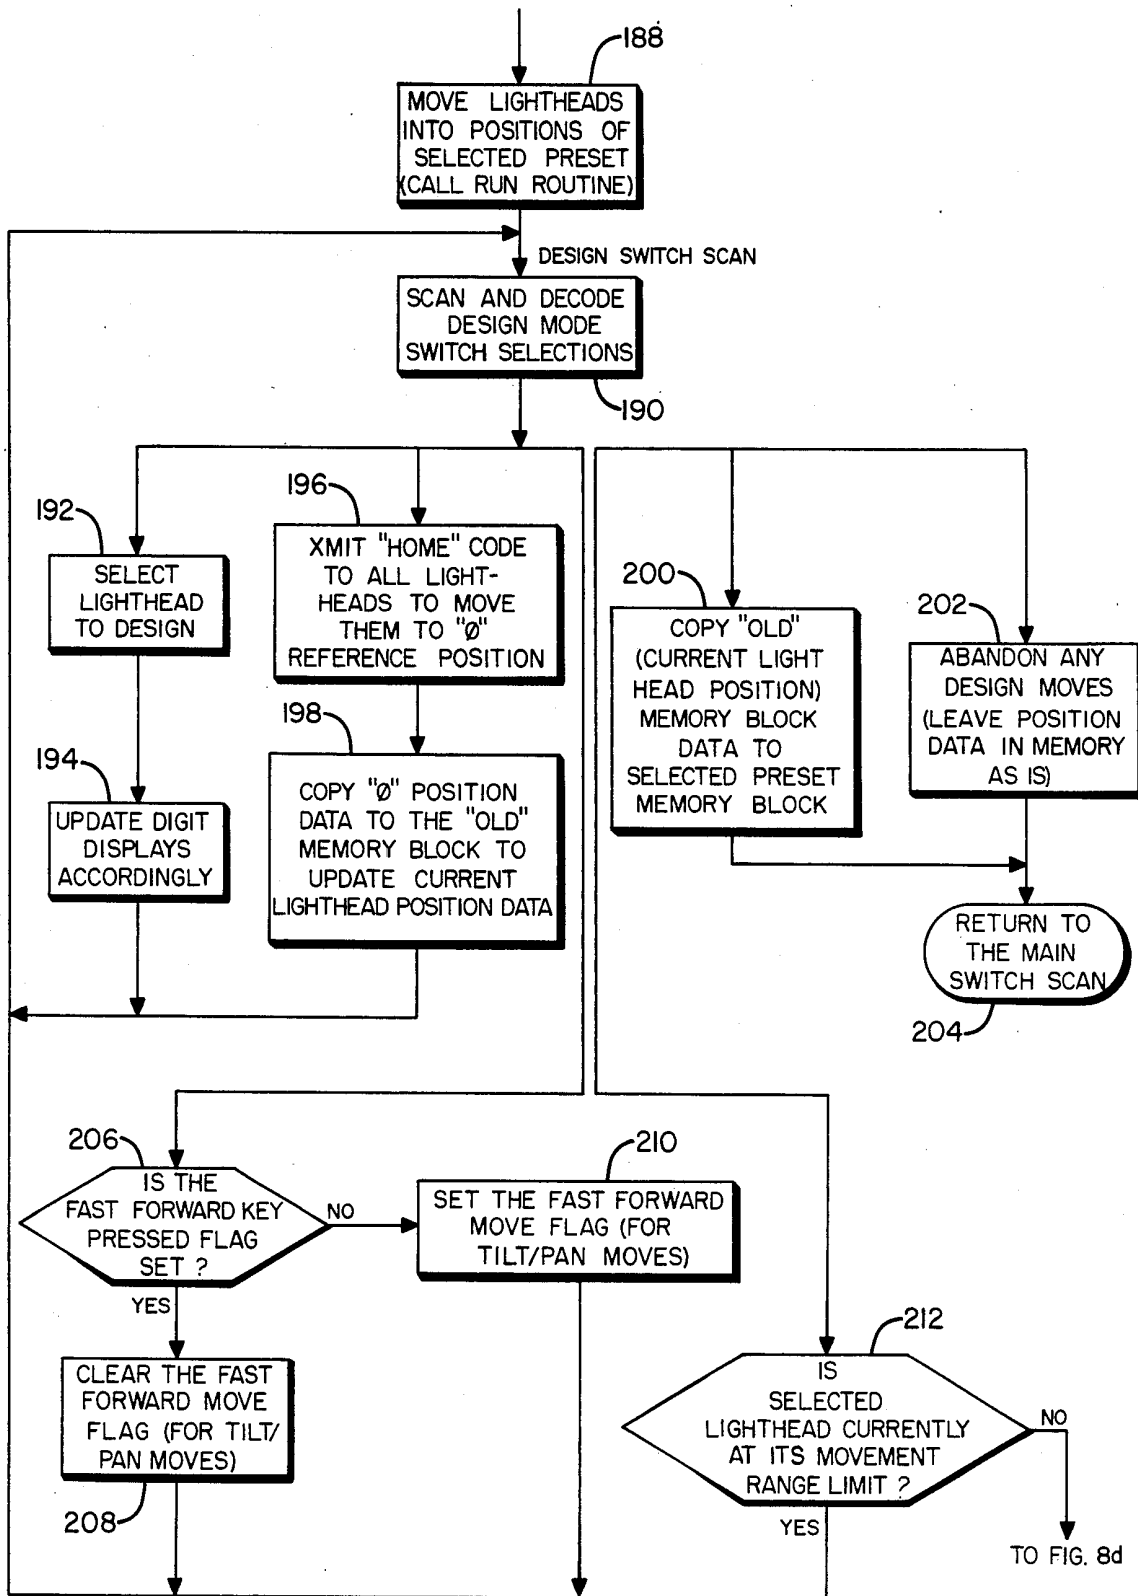 188
MOVE LIGHTHEADS
INTO POSITIONS OF
SELECTED PRESET
(CALL RUN ROUTINE)
DESIGN SWITCH SCAN
SCAN AND DECODE
DESIGN MODE
SWITCH SELECTIONS
190
192
SELECT
LIGHTHEAD
TO DESIGN
194
UPDATE DIGIT
DISPLAYS
ACCORDINGLY
196
XMIT "HOME" CODE
TO ALL LIGHT-
HEADS TO MOVE
THEM TO "Ø"
REFERENCE POSITION
198
COPY "Ø" POSITION
DATA TO THE "OLD"
MEMORY BLOCK TO
UPDATE CURRENT
LIGHTHEAD POSITION DATA
200
COPY "OLD"
(CURRENT LIGHT
HEAD POSITION)
MEMORY BLOCK
DATA TO
SELECTED PRESET
MEMORY BLOCK
202
ABANDON ANY
DESIGN MOVES
(LEAVE POSITION
DATA IN MEMORY
AS IS)
RETURN TO
THE MAIN
SWITCH SCAN
204
206
IS THE
FAST FORWARD KEY
PRESSED FLAG
SET ?
NO
YES
210
SET THE FAST FORWARD
MOVE FLAG (FOR
TILT/PAN MOVES)
CLEAR THE FAST
FORWARD MOVE
FLAG (FOR TILT/
PAN MOVES)
208
212
IS
SELECTED
LIGHTHEAD CURRENTLY
AT ITS MOVEMENT
RANGE LIMIT ?
NO
YES
TO FIG. 8d